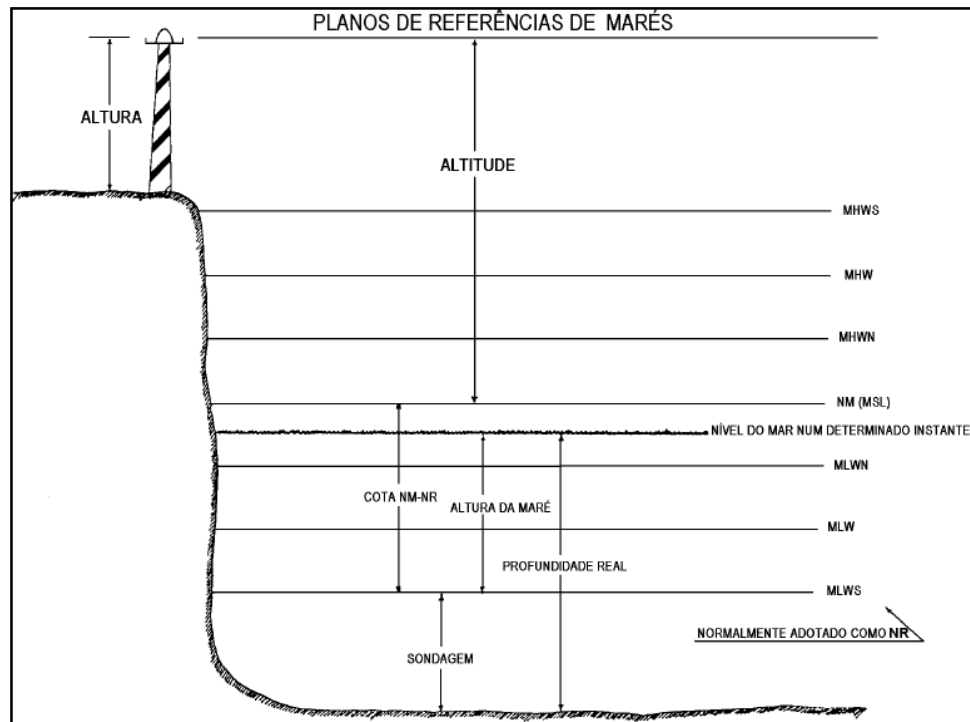 PLANOS DE REFERÊNCIAS DE MARÉS
ALTURA
ALTITUDE
MHWS
MHW
MHWN
NM (MSL)
NÍVEL DO MAR NUM DETERMINADO INSTANTE
MLWN
COTA NM-NR
ALTURA DA MARÉ
MLW
PROFUNDIDADE REAL
MLWS
NORMALMENTE ADOTADO COMO NR
SONDAGEM